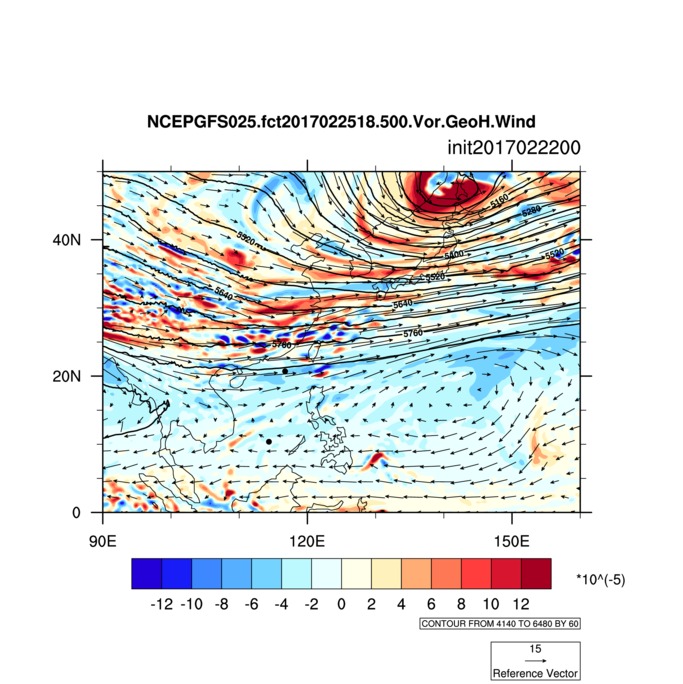 NCEPGFS025.fct2017022518.500.Vor.GeoH.Wind
init2017022200
5160
5280
40N
5520
5400
5520
5640
5640
5760
5760
20N
0
90E 120E 150E
-12 -10 -8 -6 -4 -2 0 2 4 6 8 10 12
*10^(-5)
CONTOUR FROM 4140 TO 6480 BY 60
15
Reference Vector